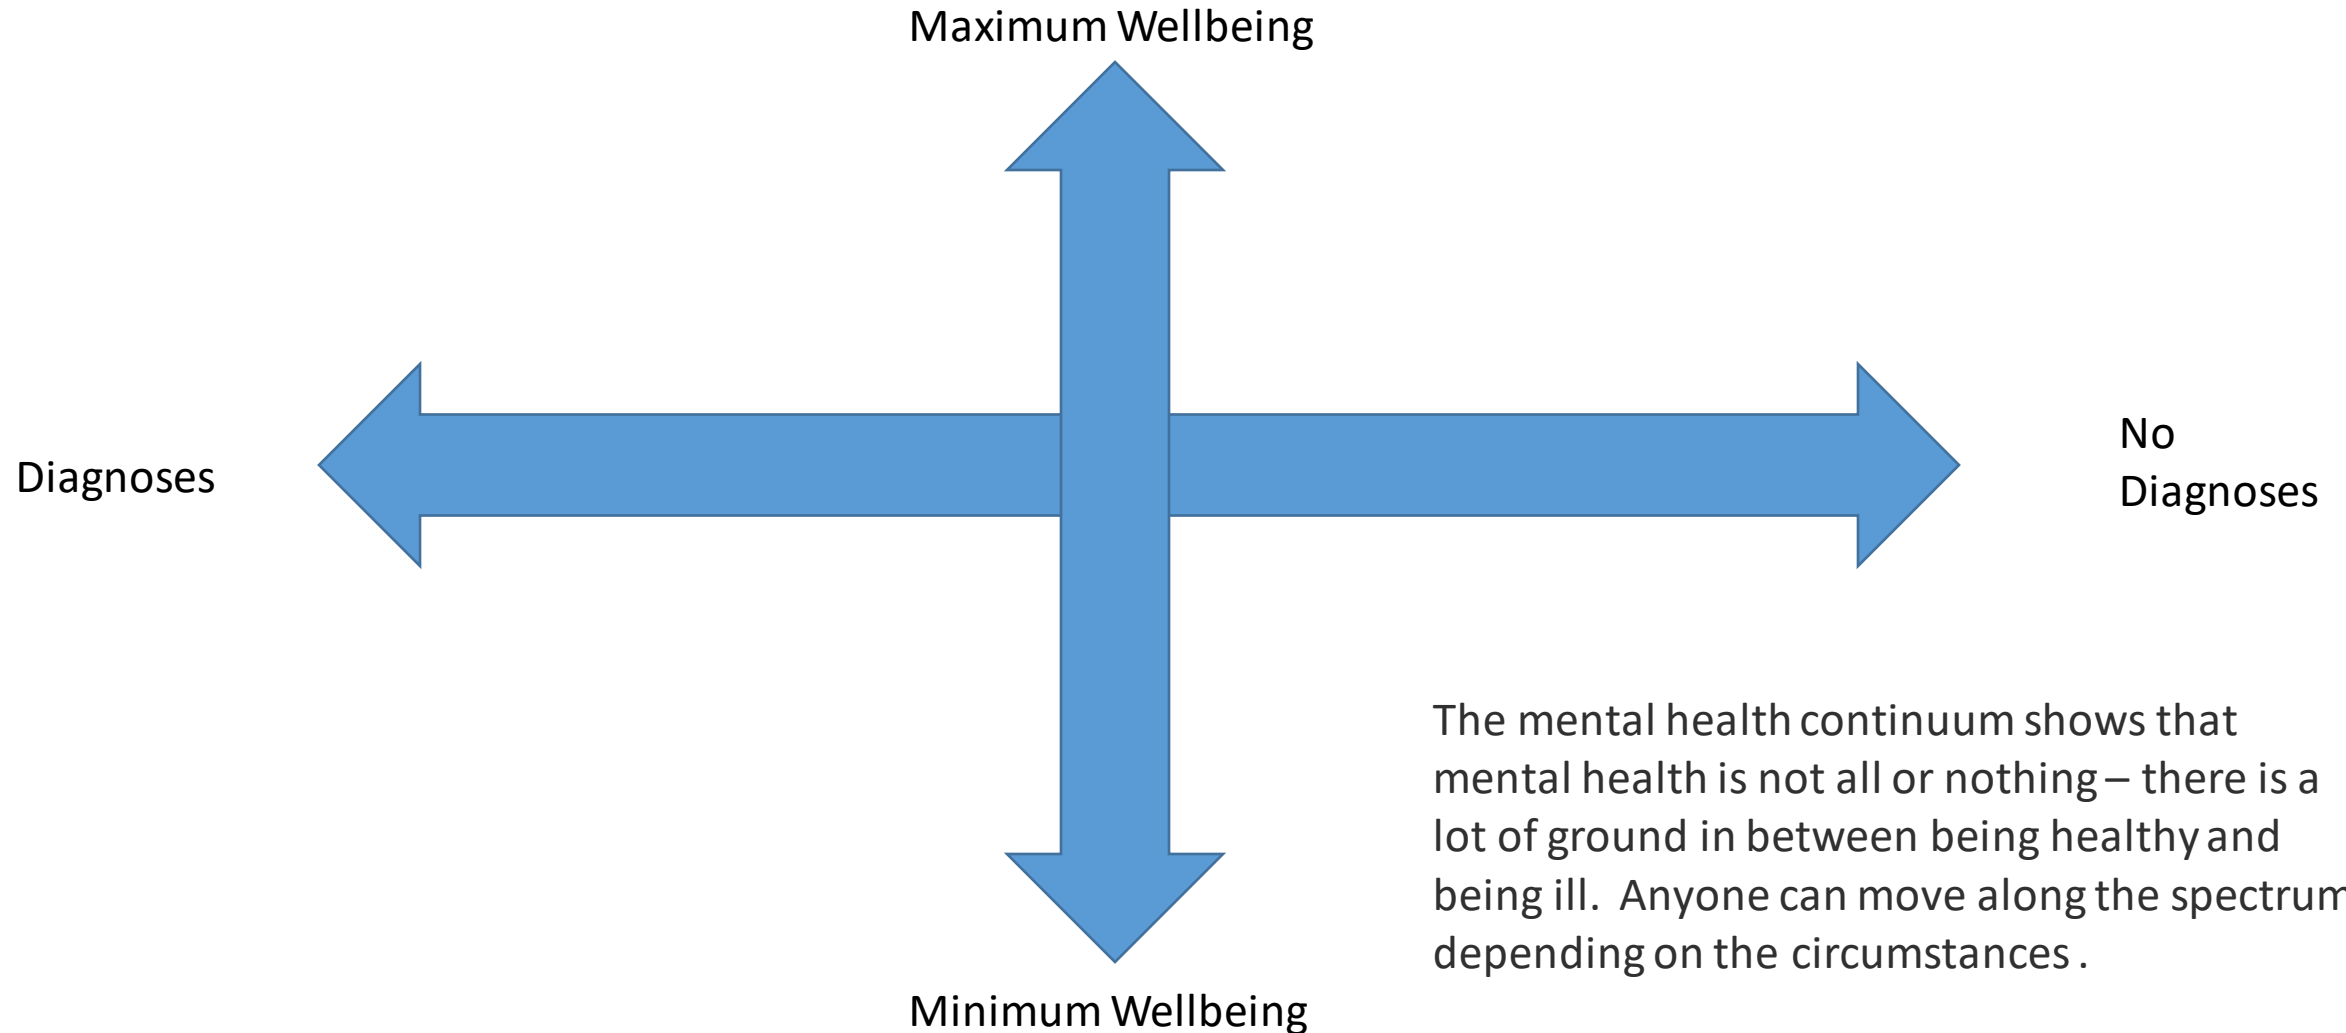 Maximum Wellbeing
Diagnoses
No
Diagnoses
The mental health continuum shows that
mental health is not all or nothing – there is a
lot of ground in between being healthy and
being ill.  Anyone can move along the spectrum
depending on the circumstances .
Minimum Wellbeing